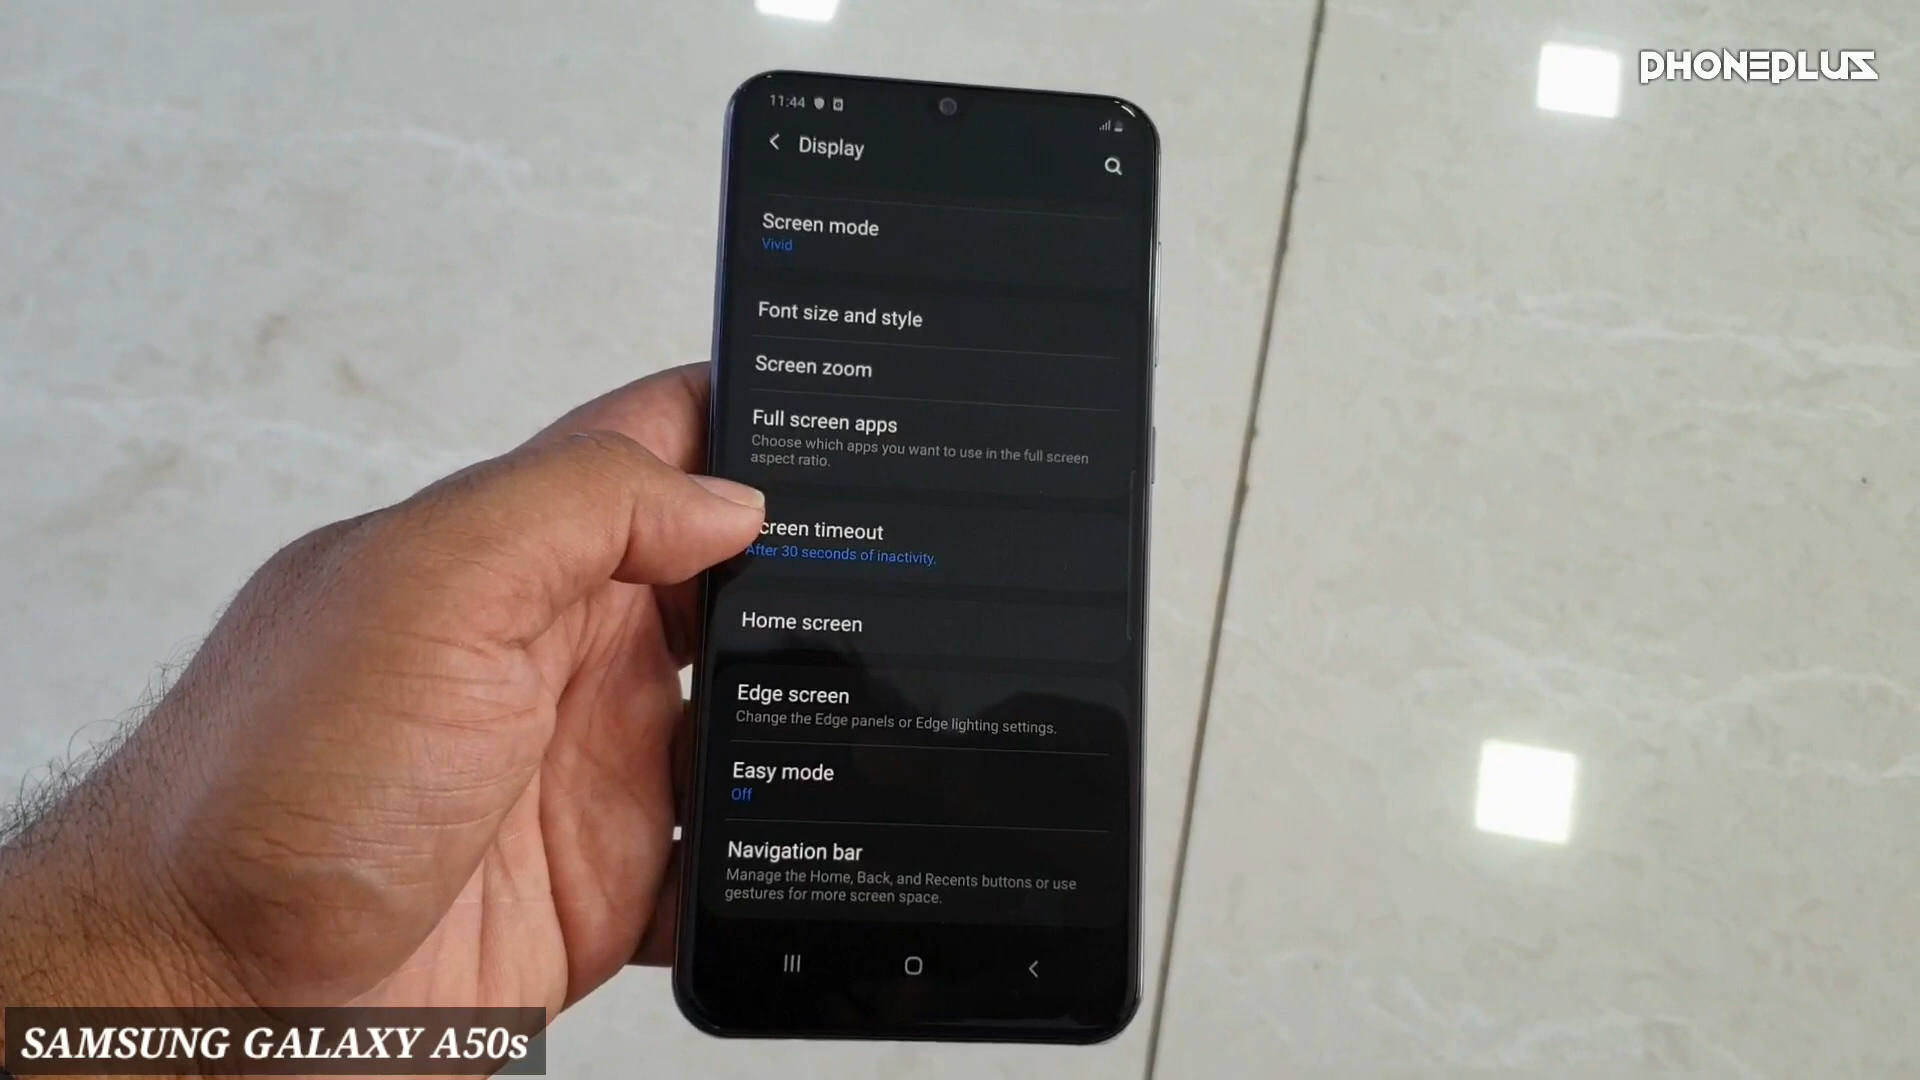 PHONEPLUS
11:44
Display
Screen mode
Vivid
Font size and style
Screen zoom
Full screen apps
Choose which apps you want to use in the full screen
aspect ratio.
creen timeout
After 30 seconds of inactivity.
Home screen
Edge screen
Change the Edge panels or Edge lighting settings.
Easy mode
Off
Navigation bar
Manage the Home, Back, and Recents buttons or use
gestures for more screen space.
SAMSUNG GALAXY A50s